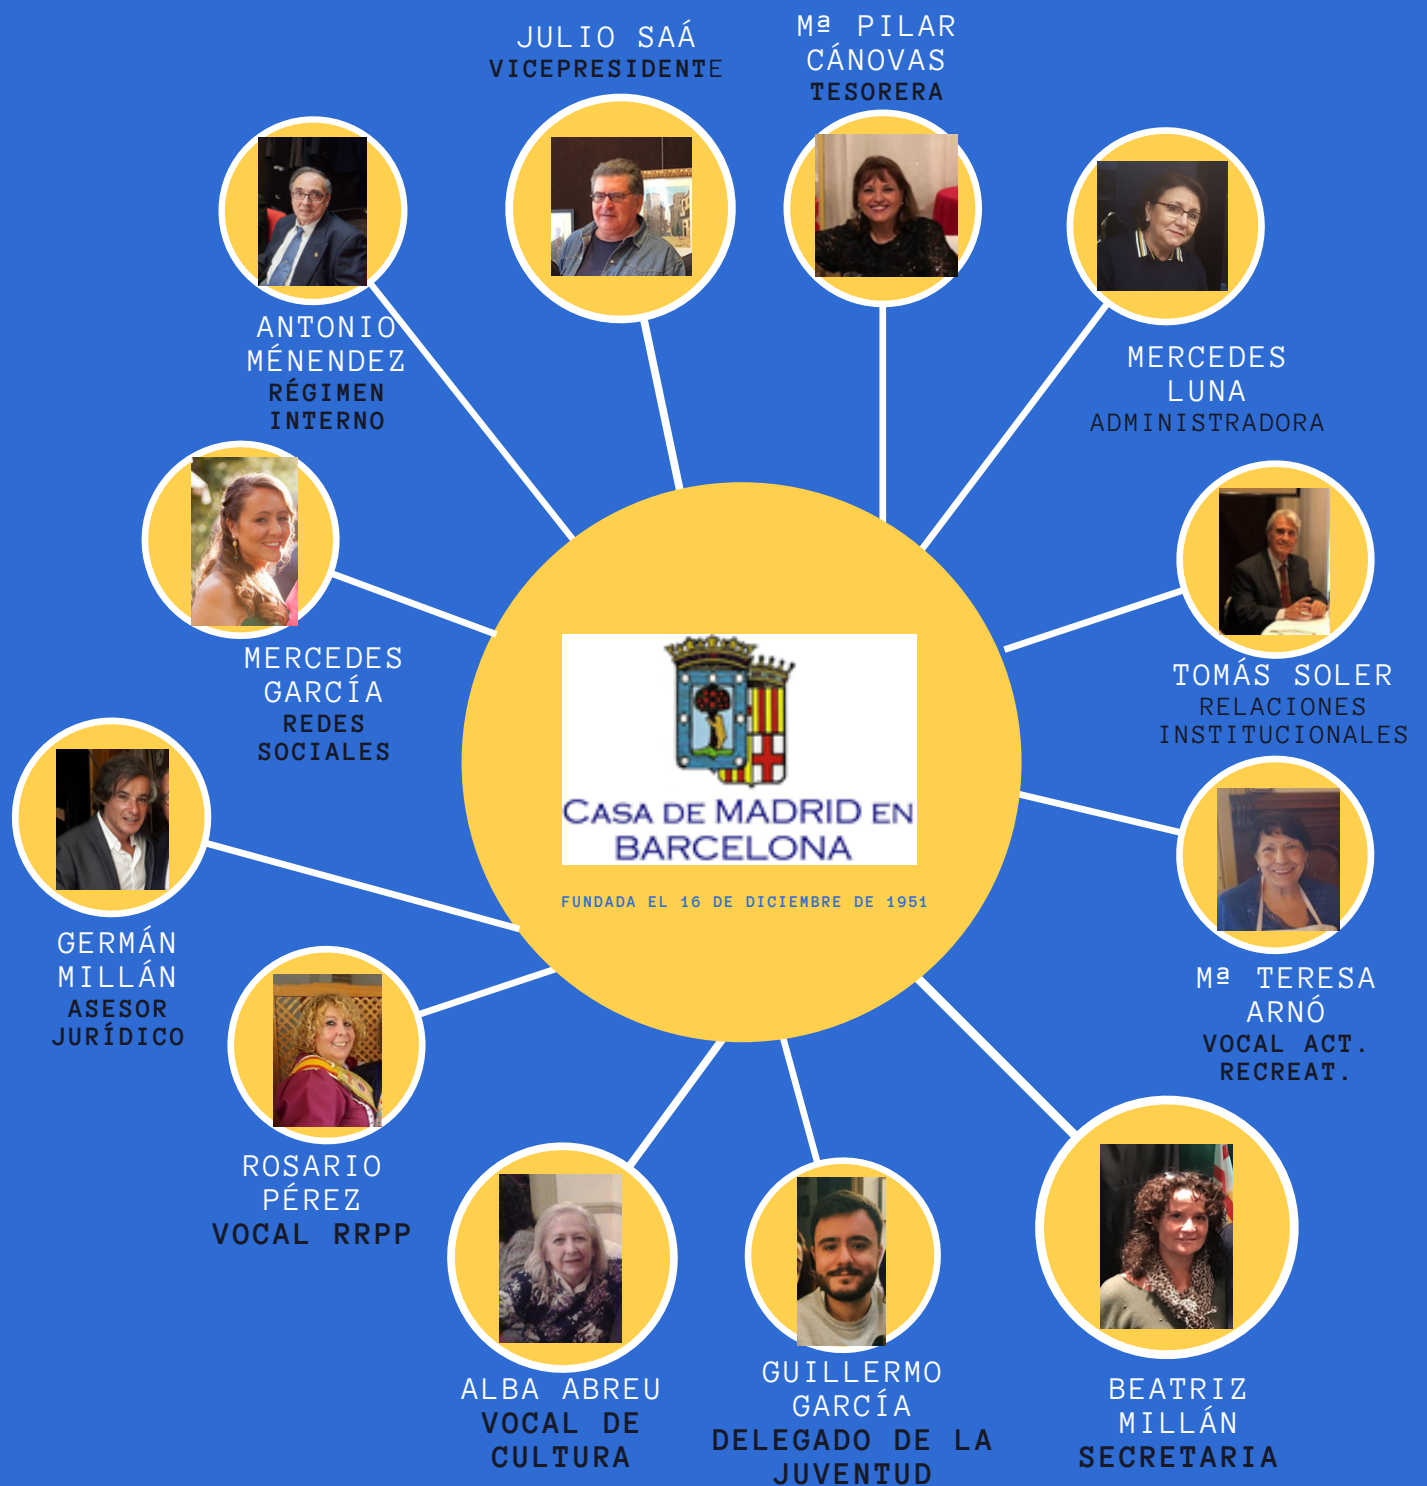 JULIO SAÁ
VICEPRESIDENTE
Mª PILAR
CÁNOVAS
TESORERA
ANTONIO
MÉNENDEZ
RÉGIMEN
INTERNO
MERCEDES
LUNA
ADMINISTRADORA
MERCEDES
GARCÍA
REDES
SOCIALES
TOMÁS SOLER
RELACIONES
INSTITUCIONALES
CASA DE MADRID EN
BARCELONA
FUNDADA EL 16 DE DICIEMBRE DE 1951
GERMÁN
MILLÁN
ASESOR
JURÍDICO
Mª TERESA
ARNÓ
VOCAL ACT.
RECREAT.
ROSARIO
PÉREZ
VOCAL RRPP
ALBA ABREU
VOCAL DE
CULTURA
GUILLERMO
GARCÍA
DELEGADO DE LA
JUVENTUD
BEATRIZ
MILLÁN
SECRETARIA